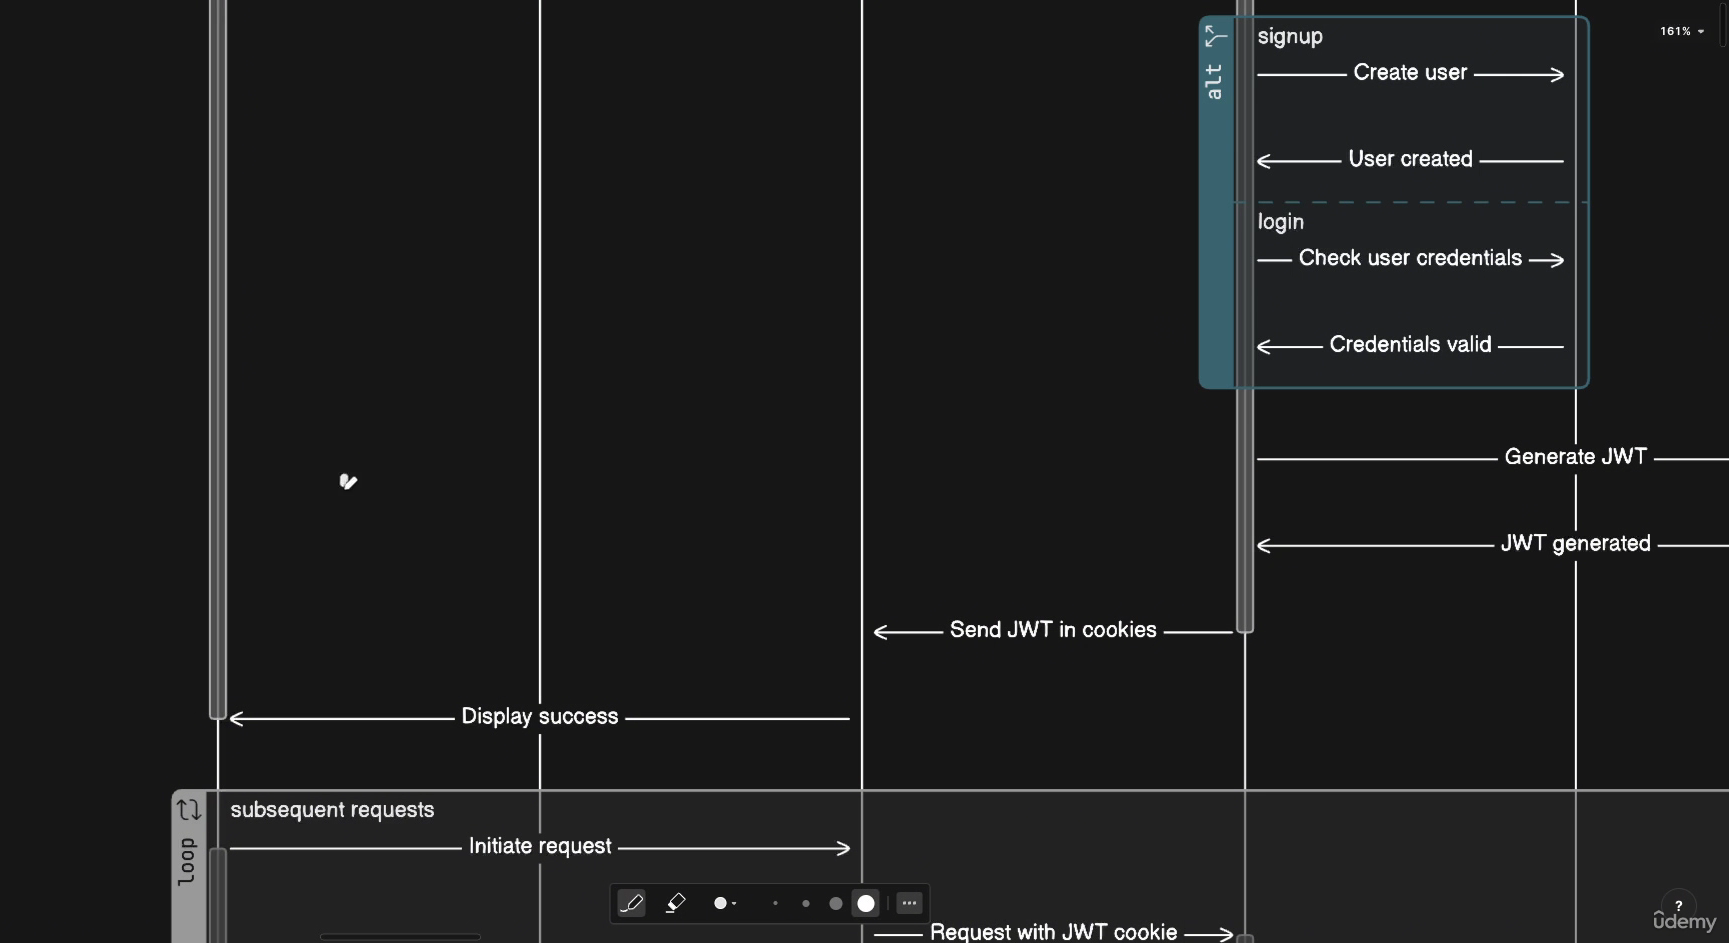 161%
signup
alt
Create user
User created
login
Check user credentials
Credentials valid
Generate JWT
JWT generated
Send JWT in cookies
Display success
subsequent requests
loop
Initiate request
Request with JWT cookie
?
ûdemy